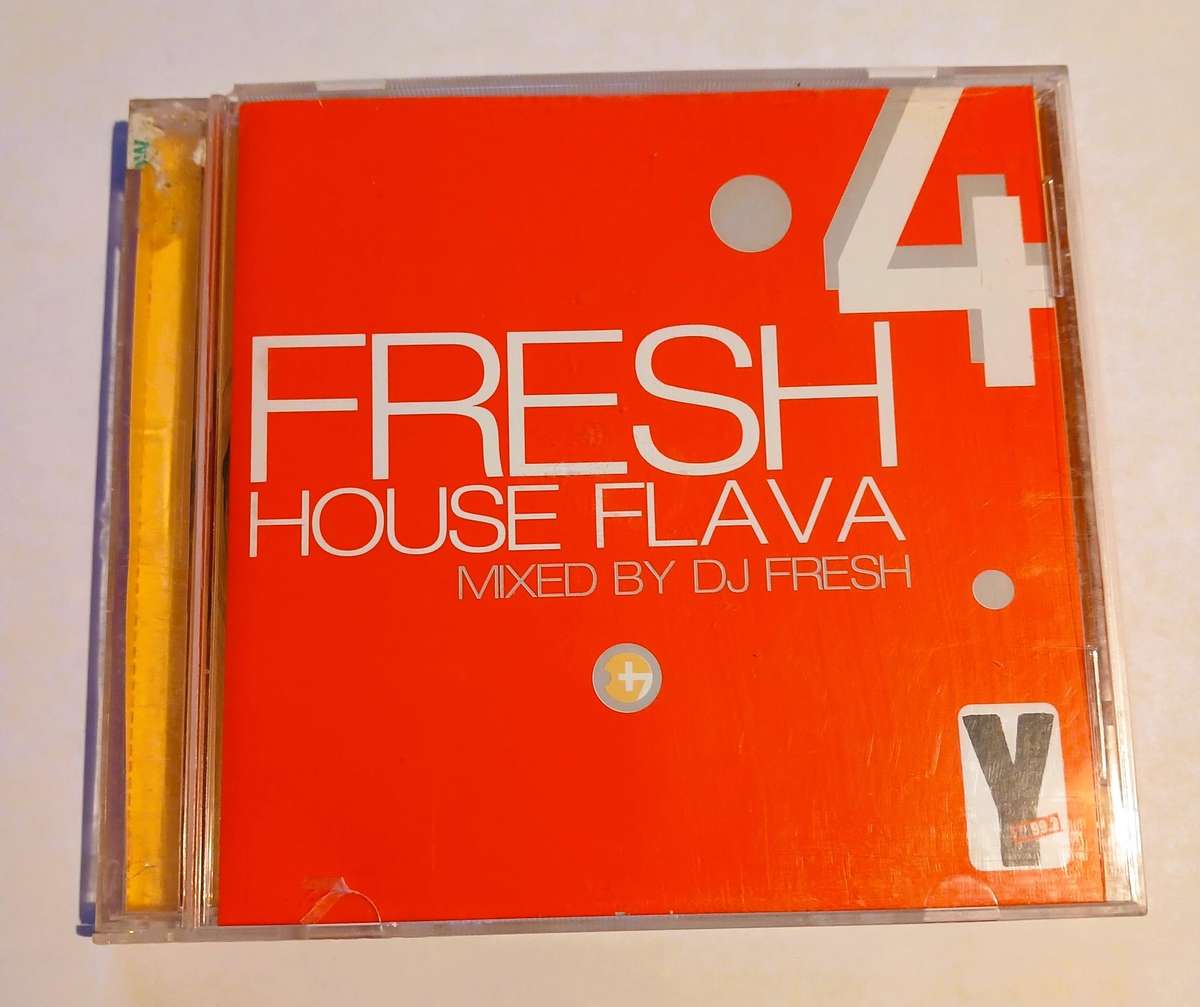 4
FRESH
HOUSE FLAVA
MIXED BY DJ FRESH
Y